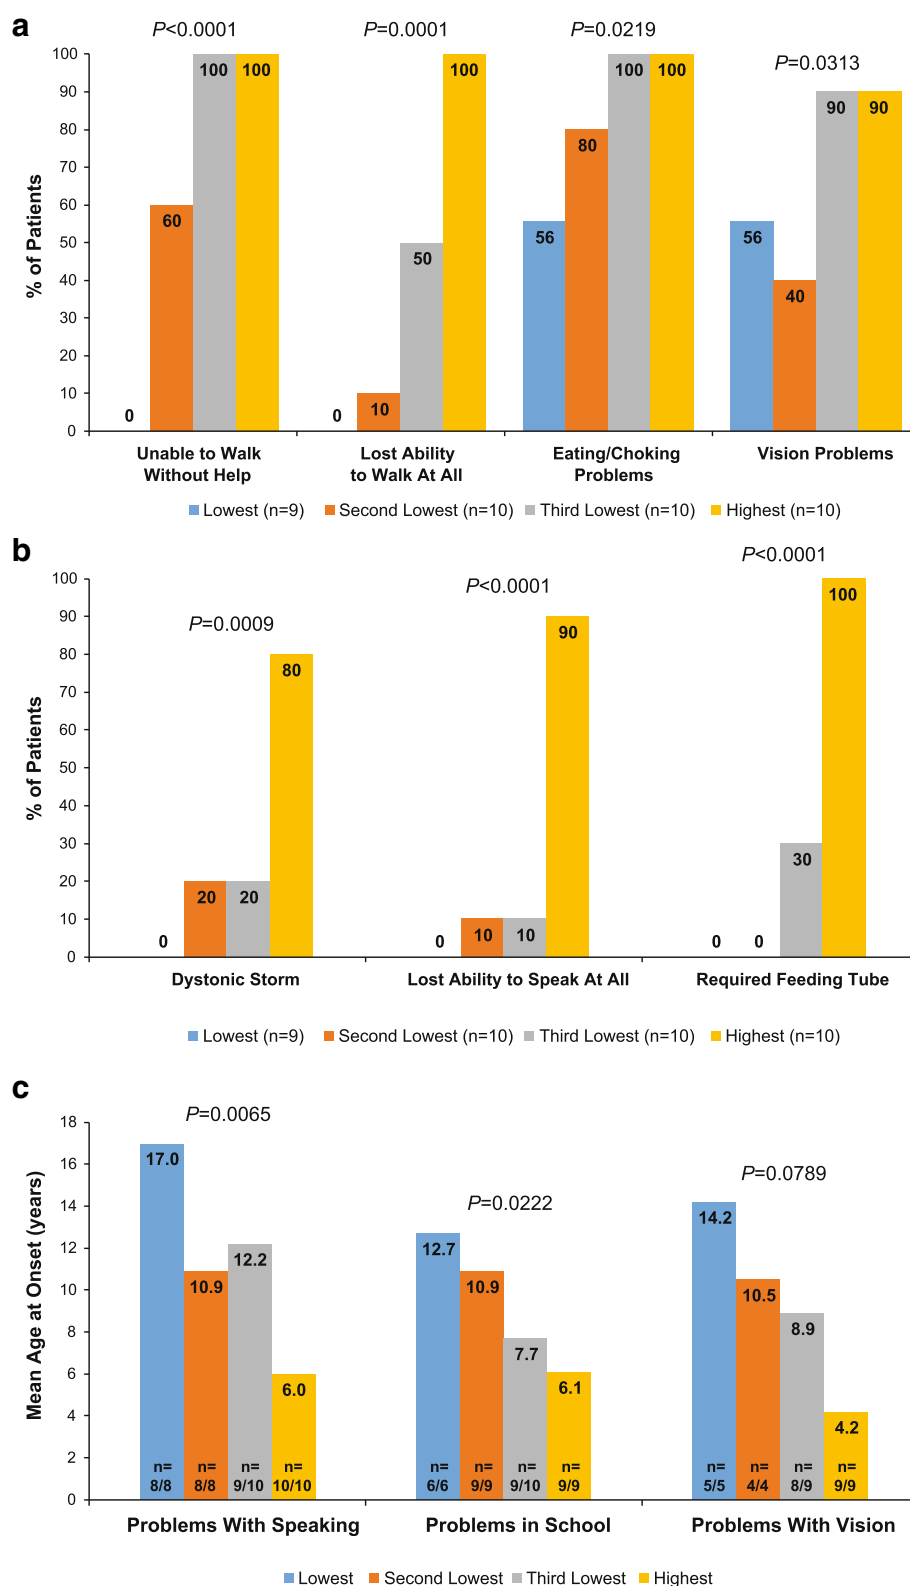 a
P<0.0001
P=0.0001
P=0.0219
P=0.0313
% of Patients
100
90
80
70
60
50
40
30
20
10
0
0
60
100
100
0
10
50
100
56
80
100
100
56
40
90
90
Unable to Walk
Without Help
Lost Ability
to Walk At All
Eating/Choking
Problems
Vision Problems
Lowest (n=9)
Second Lowest (n=10)
Third Lowest (n=10)
Highest (n=10)
b
P=0.0009
P<0.0001
P<0.0001
% of Patients
100
90
80
70
60
50
40
30
20
10
0
0
20
20
80
0
10
10
90
0
0
30
100
Dystonic Storm
Lost Ability to Speak At All
Required Feeding Tube
Lowest (n=9)
Second Lowest (n=10)
Third Lowest (n=10)
Highest (n=10)
c
P=0.0065
P=0.0222
P=0.0789
Mean Age at Onset (years)
18
16
14
12
10
8
6
4
2
0
17.0
10.9
12.2
6.0
12.7
10.9
7.7
6.1
14.2
10.5
8.9
4.2
n=
8/8
n=
8/8
n=
9/10
n=
10/10
n=
6/6
n=
9/9
n=
9/10
n=
9/9
n=
5/5
n=
4/4
n=
8/9
n=
9/9
Problems With Speaking
Problems in School
Problems With Vision
Lowest
Second Lowest
Third Lowest
Highest